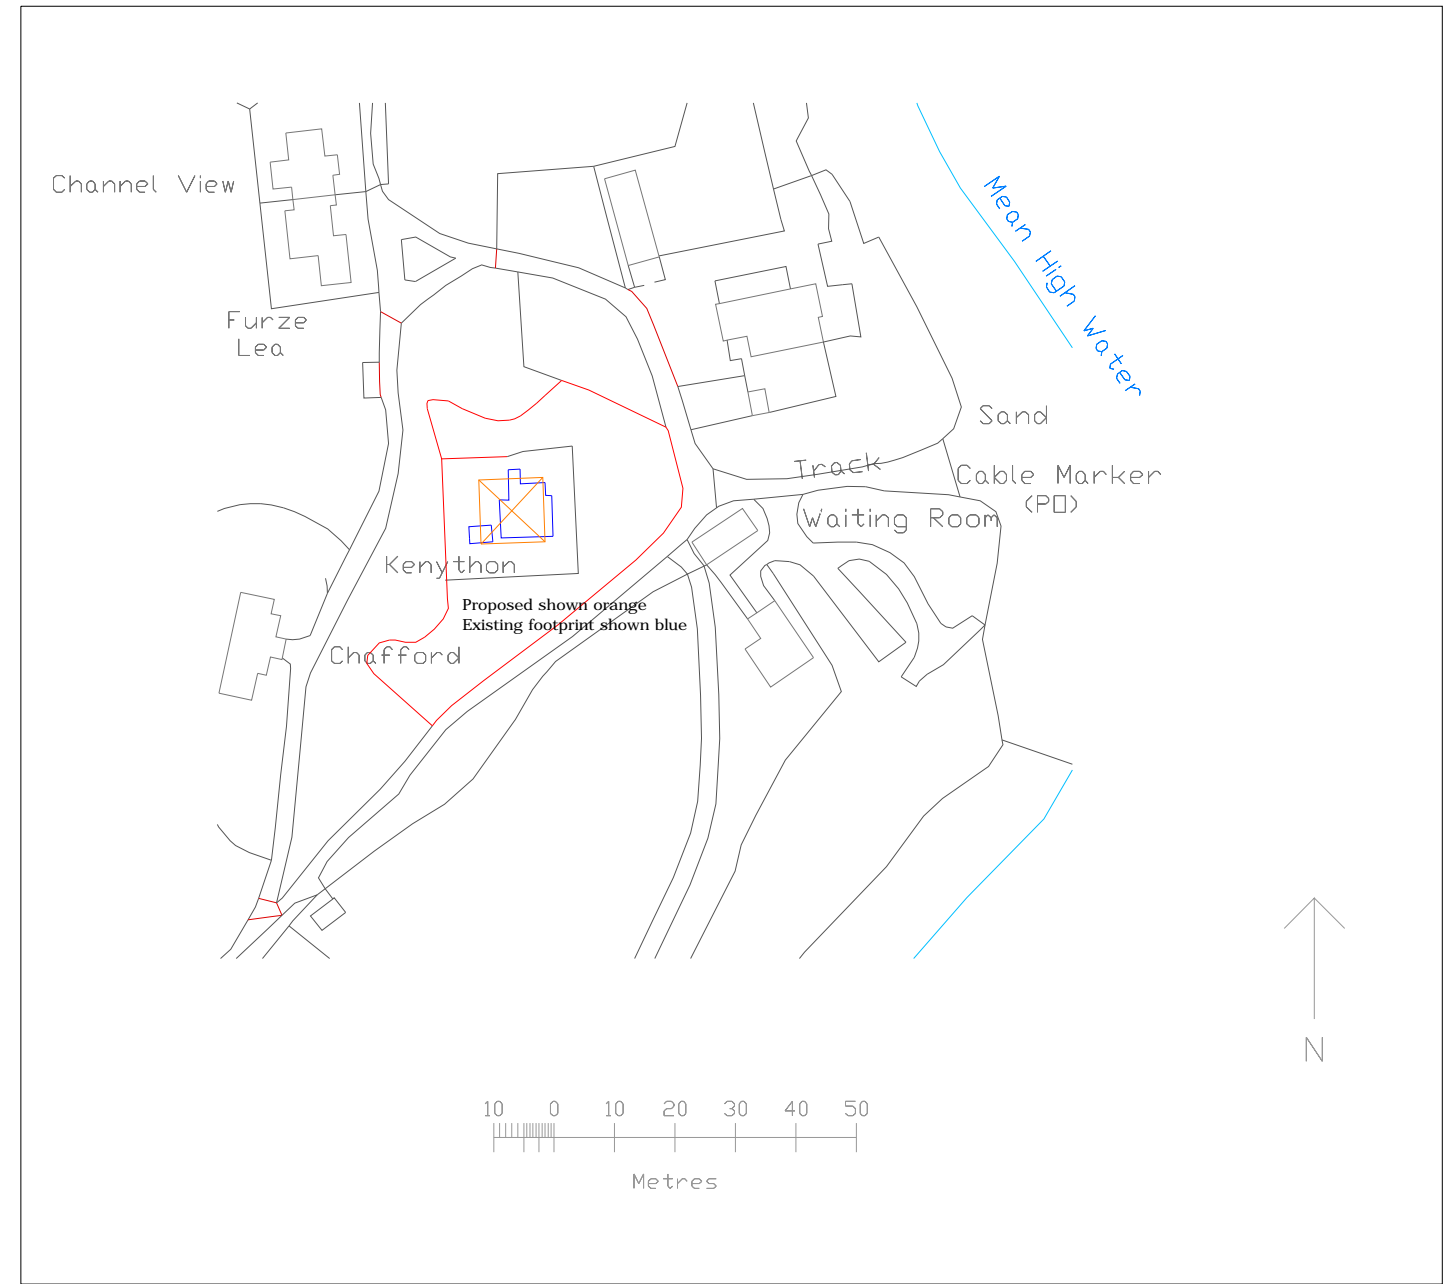 Channel View
Mean High Water
Furze
Lea
Sand
Track
Cable Marker
(PO)
Waiting Room
Kenython
Proposed shown orange
Existing footprint shown blue
Chafford
N
10 0 10 20 30 40 50
Metres